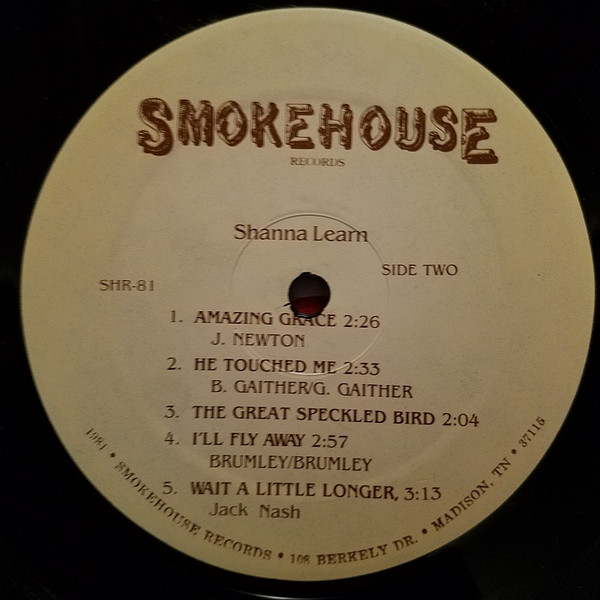 SMOKEHOUSE
RECORDS
Shanna Learn
SIDE TWO
SHR-81
1. AMAZING GRACE 2:26
J. NEWTON
2. HE TOUCHED ME 2:33
B. GAITHER/G. GAITHER
3. THE GREAT SPECKLED BIRD 2:04
4. I'LL FLY AWAY 2:57
BRUMLEY/BRUMLEY
5. WAIT A LITTLE LONGER, 3:13
Jack Nash
1981 • SMOKEHOUSE RECORDS • 108 BERKELY DR. • MADISON, TN • 37115